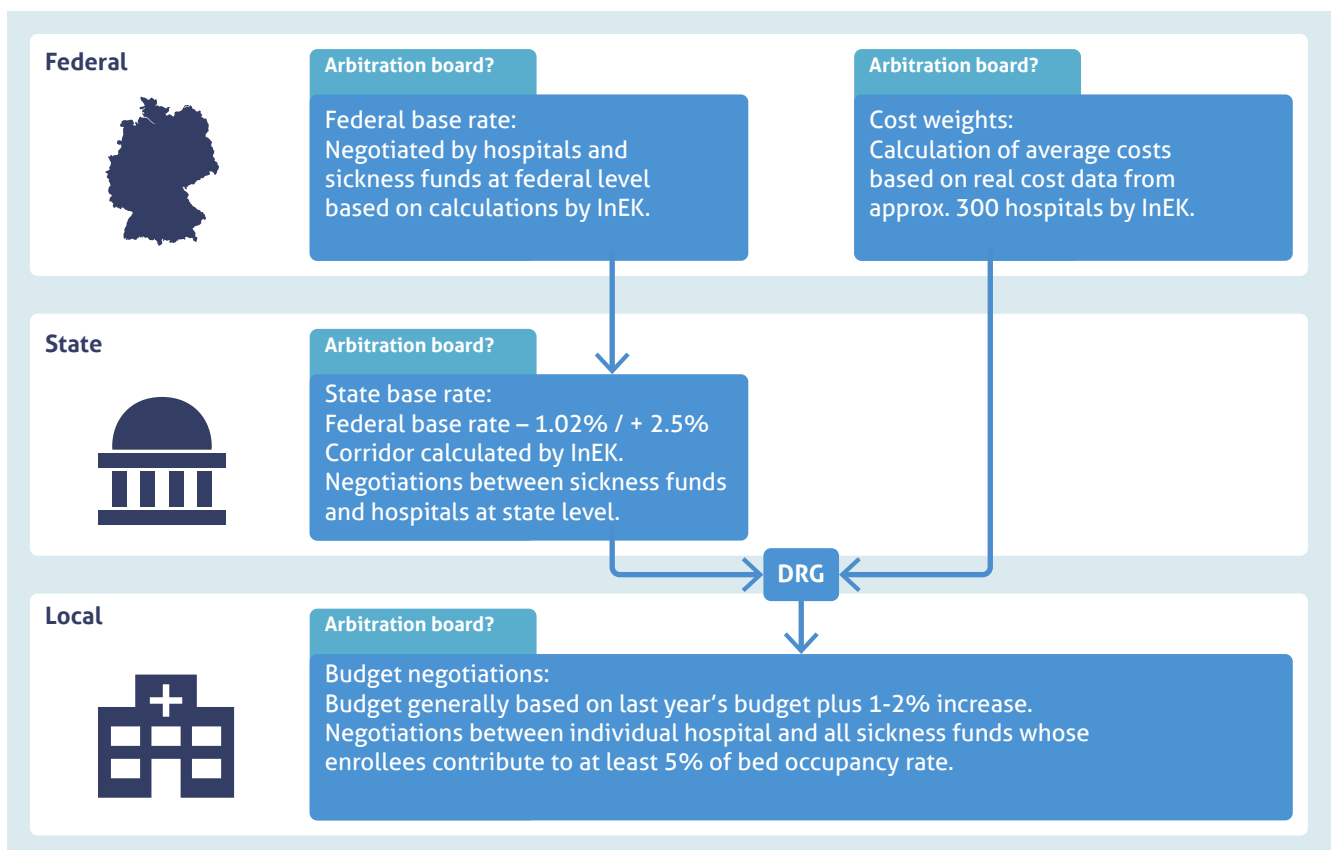 Federal
Arbitration board?
Federal base rate:
Negotiated by hospitals and
sickness funds at federal level
based on calculations by InEK.
Arbitration board?
Cost weights:
Calculation of average costs
based on real cost data from
approx. 300 hospitals by InEK.
State
Arbitration board?
State base rate:
Federal base rate – 1.02% / + 2.5%
Corridor calculated by InEK.
Negotiations between sickness funds
and hospitals at state level.
DRG
Local
Arbitration board?
Budget negotiations:
Budget generally based on last year’s budget plus 1-2% increase.
Negotiations between individual hospital and all sickness funds whose
enrollees contribute to at least 5% of bed occupancy rate.